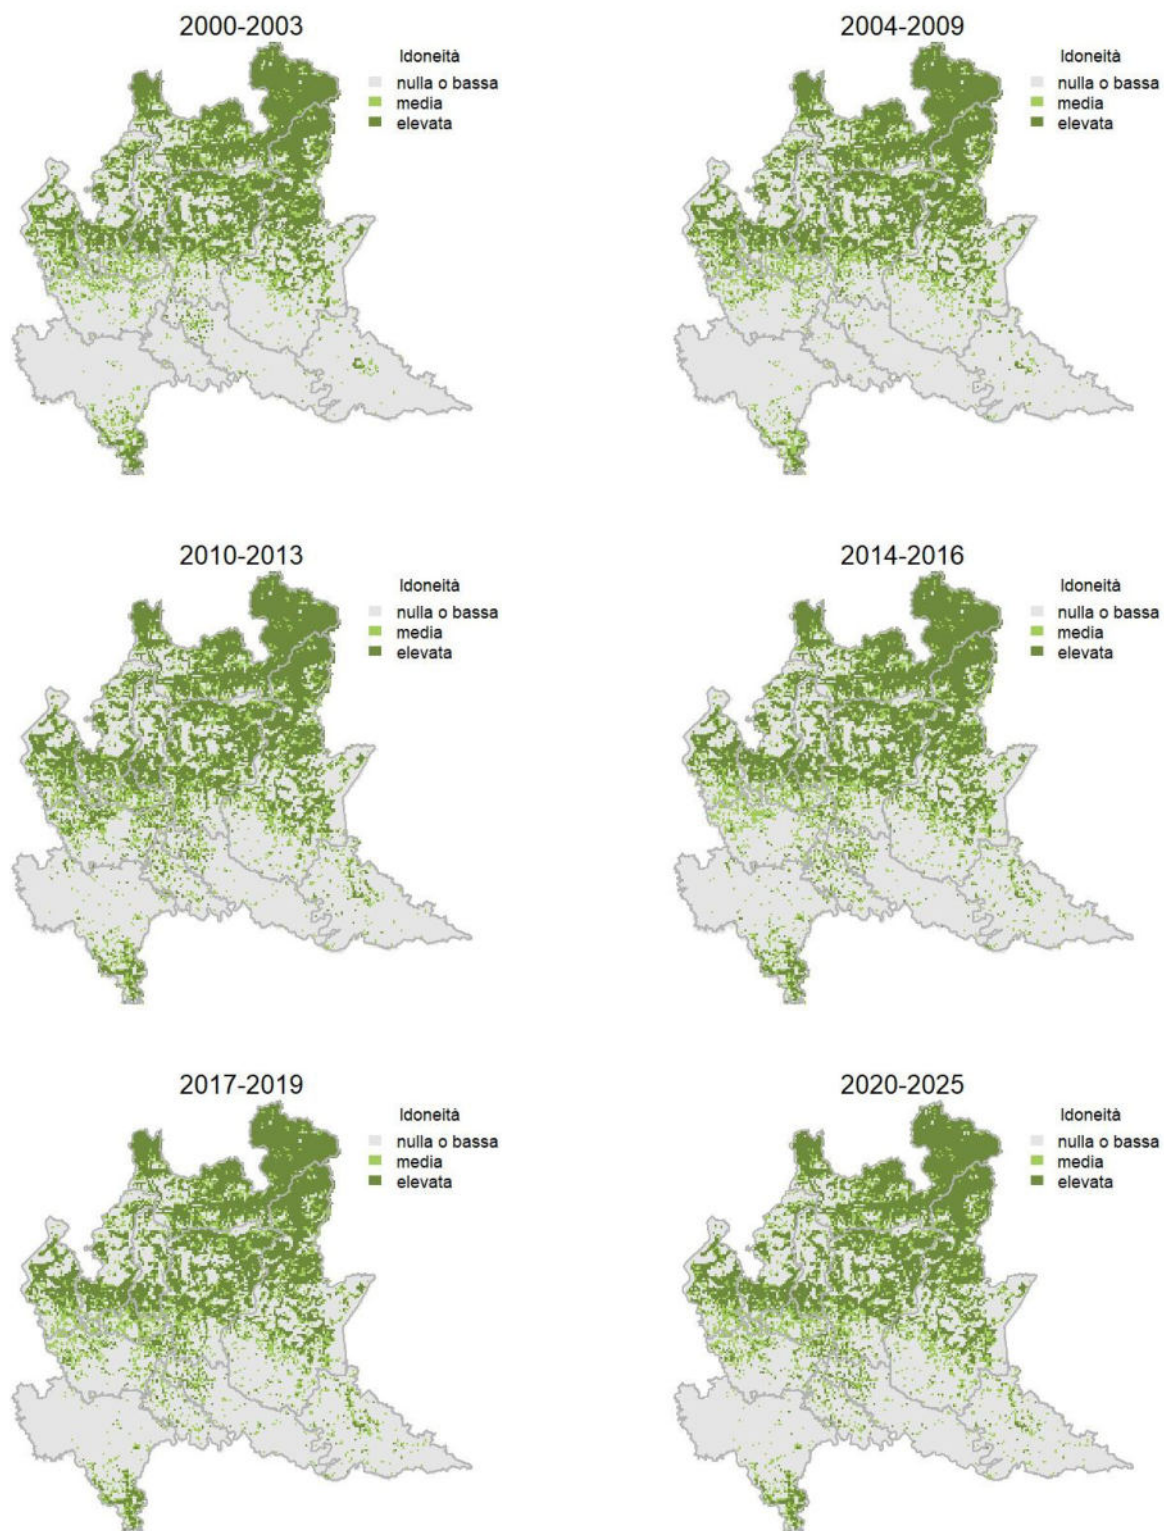 2000-2003
Idoneità
nulla o bassa
media
elevata
2004-2009
Idoneità
nulla o bassa
media
elevata
2010-2013
Idoneità
nulla o bassa
media
elevata
2014-2016
Idoneità
nulla o bassa
media
elevata
2017-2019
Idoneità
nulla o bassa
media
elevata
2020-2025
Idoneità
nulla o bassa
media
elevata